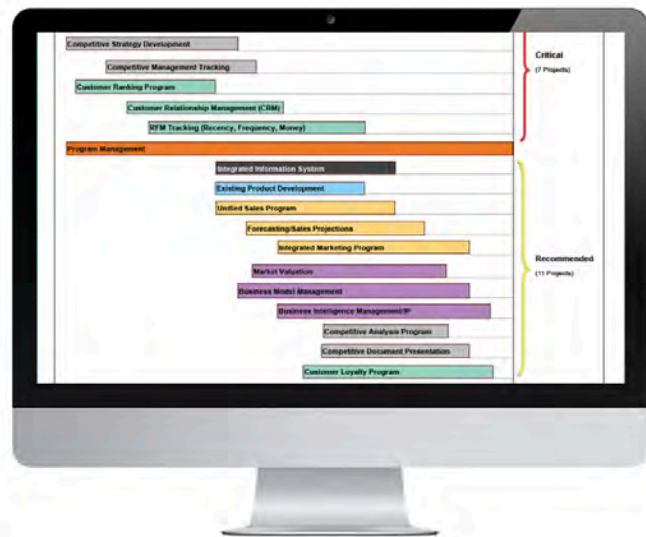 Competitive Strategy Development
Critical
(7 Projects)
Competitive Management Tracking
Customer Ranking Program
Customer Relationship Management (CRM)
RFM Tracking (Recency, Frequency, Money)
Program Management
Integrated Information System
Existing Product Development
Unified Sales Program
Forecasting/Sales Projections
Integrated Marketing Program
Recommended
(11 Projects)
Market Valuation
Business Model Management
Business Intelligence Management/IP
Competitive Analysis Program
Competitive Document Presentation
Customer Loyalty Program